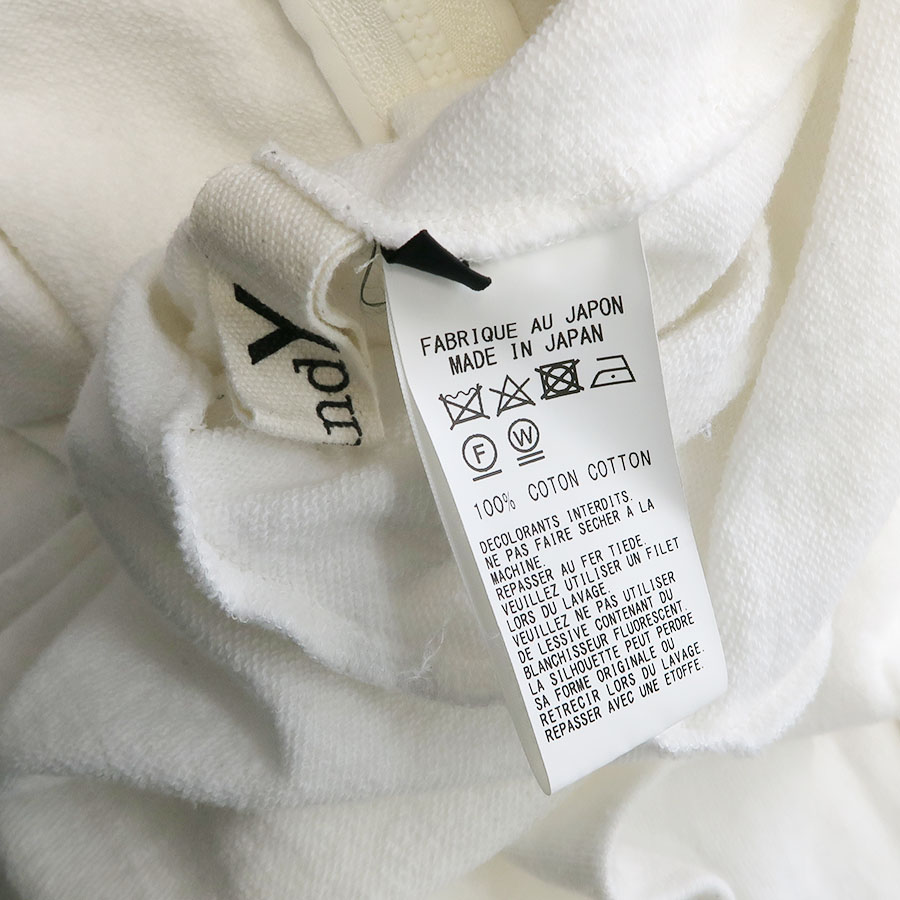 Y
FABRIQUE AU JAPON
MADE IN JAPAN
F W
100% COTON COTTON
DECOLORANTS INTERDITS.
NE PAS FAIRE SECHER A LA
MACHINE.
REPASSER AU FER TIEDE.
VEUILLEZ UTILISER UN FILET
LORS DU LAVAGE.
VEUILLEZ NE PAS UTILISER
DE LESSIVE CONTENANT DU
BLANCHISSEUR FLUORESCENT.
LA SILHOUETTE PEUT PERDRE
SA FORME ORIGINALE OU
RETRECIR LORS DU LAVAGE.
REPASSER AVEC UNE ETOFFE.